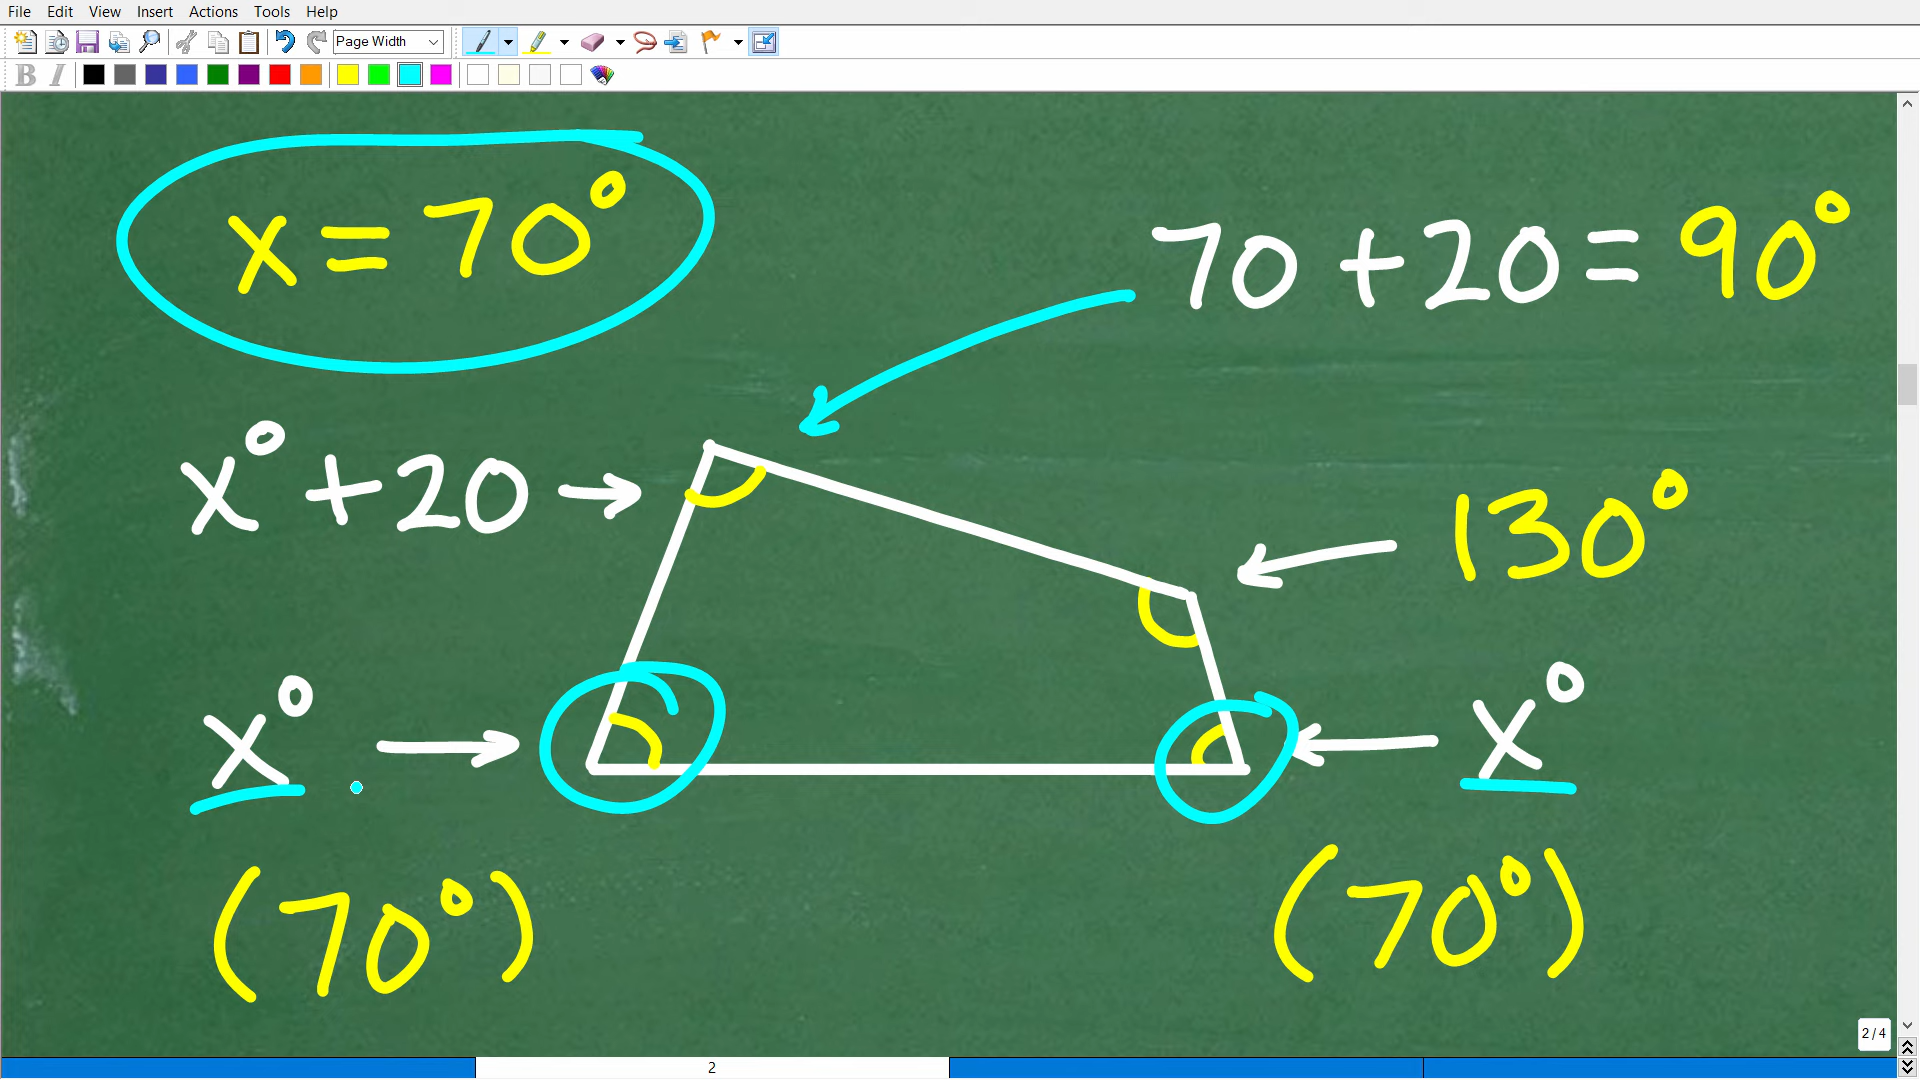 File Edit View Insert Actions Tools Help
Page Width
B I
x = 70°
70 + 20 = 90°
x° + 20
130°
x°
x°
(70°)
(70°)
2 / 4
2